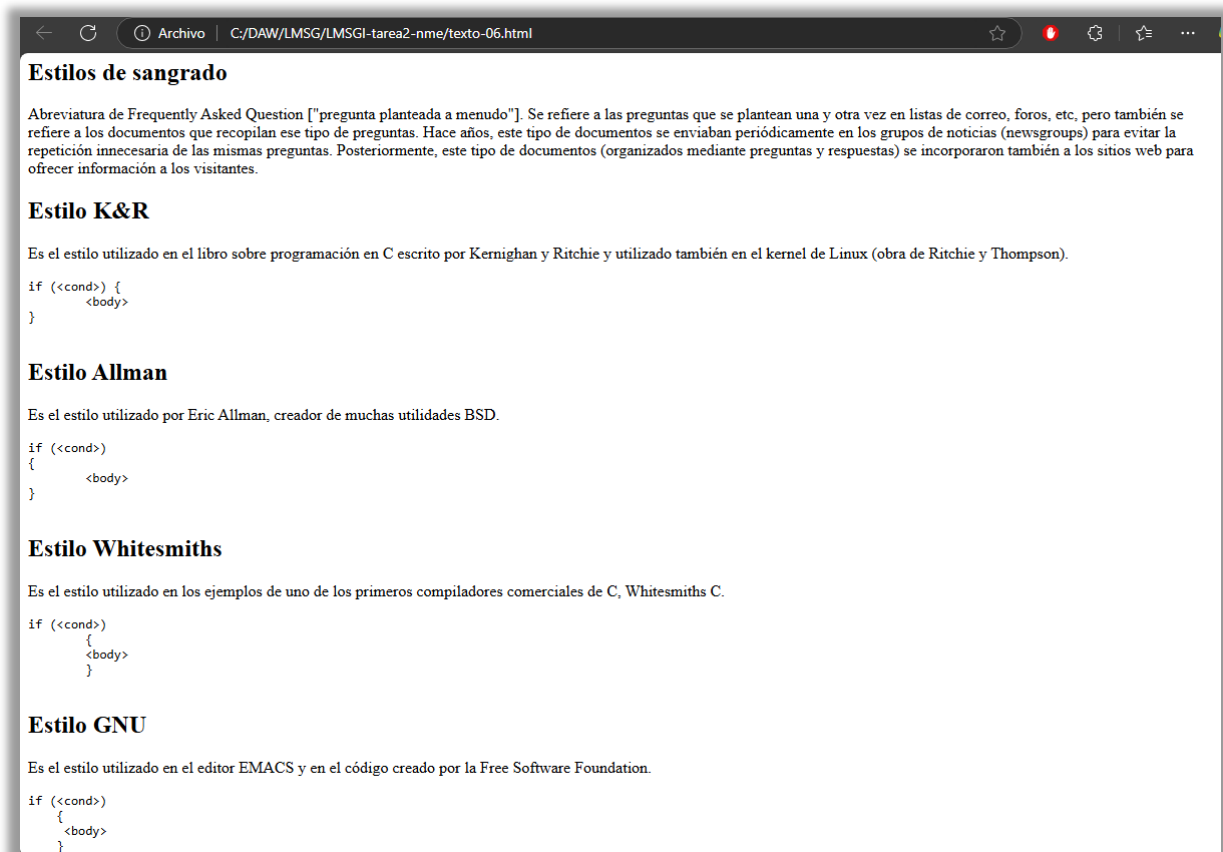 Archivo | C:/DAW/LMSG/LMSGI-tarea2-nme/texto-06.html
Estilos de sangrado
Abreviatura de Frequently Asked Question ["pregunta planteada a menudo"]. Se refiere a las preguntas que se plantean una y otra vez en listas de correo, foros, etc, pero también se
refiere a los documentos que recopilan ese tipo de preguntas. Hace años, este tipo de documentos se enviaban periódicamente en los grupos de noticias (newsgroups) para evitar la
repetición innecesaria de las mismas preguntas. Posteriormente, este tipo de documentos (organizados mediante preguntas y respuestas) se incorporaron también a los sitios web para
ofrecer información a los visitantes.
Estilo K&R
Es el estilo utilizado en el libro sobre programación en C escrito por Kernighan y Ritchie y utilizado también en el kernel de Linux (obra de Ritchie y Thompson).
if (<cond>) {
        <body>
}
Estilo Allman
Es el estilo utilizado por Eric Allman, creador de muchas utilidades BSD.
if (<cond>)
{
        <body>
}
Estilo Whitesmiths
Es el estilo utilizado en los ejemplos de uno de los primeros compiladores comerciales de C, Whitesmiths C.
if (<cond>)
        {
        <body>
        }
Estilo GNU
Es el estilo utilizado en el editor EMACS y en el código creado por la Free Software Foundation.
if (<cond>)
    {
     <body>
    }